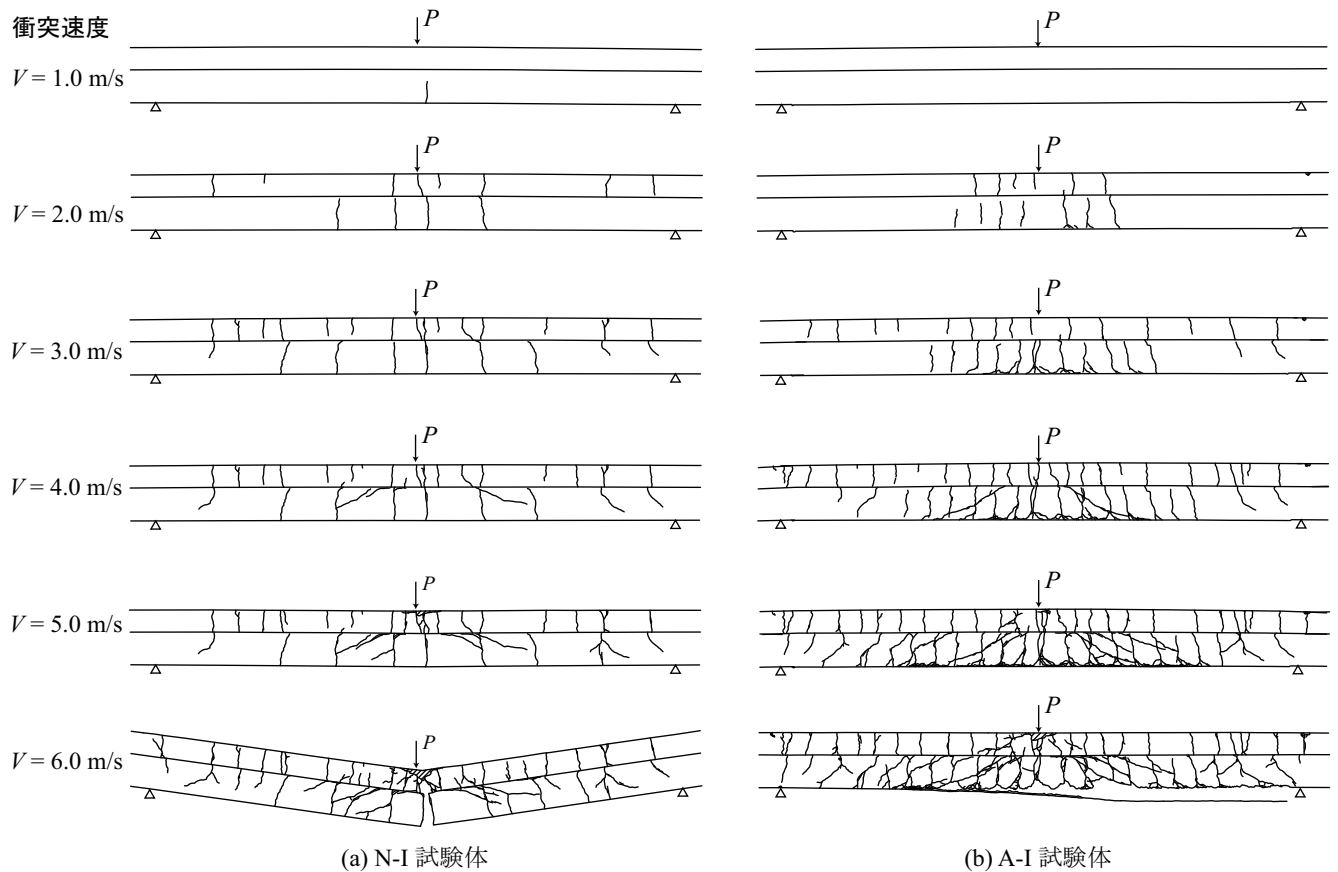 衝突速度
P
P
V = 1.0 m/s
P
P
V = 2.0 m/s
P
P
V = 3.0 m/s
P
P
V = 4.0 m/s
P
P
V = 5.0 m/s
P
P
V = 6.0 m/s
(a) N-I 試験体
(b) A-I 試験体